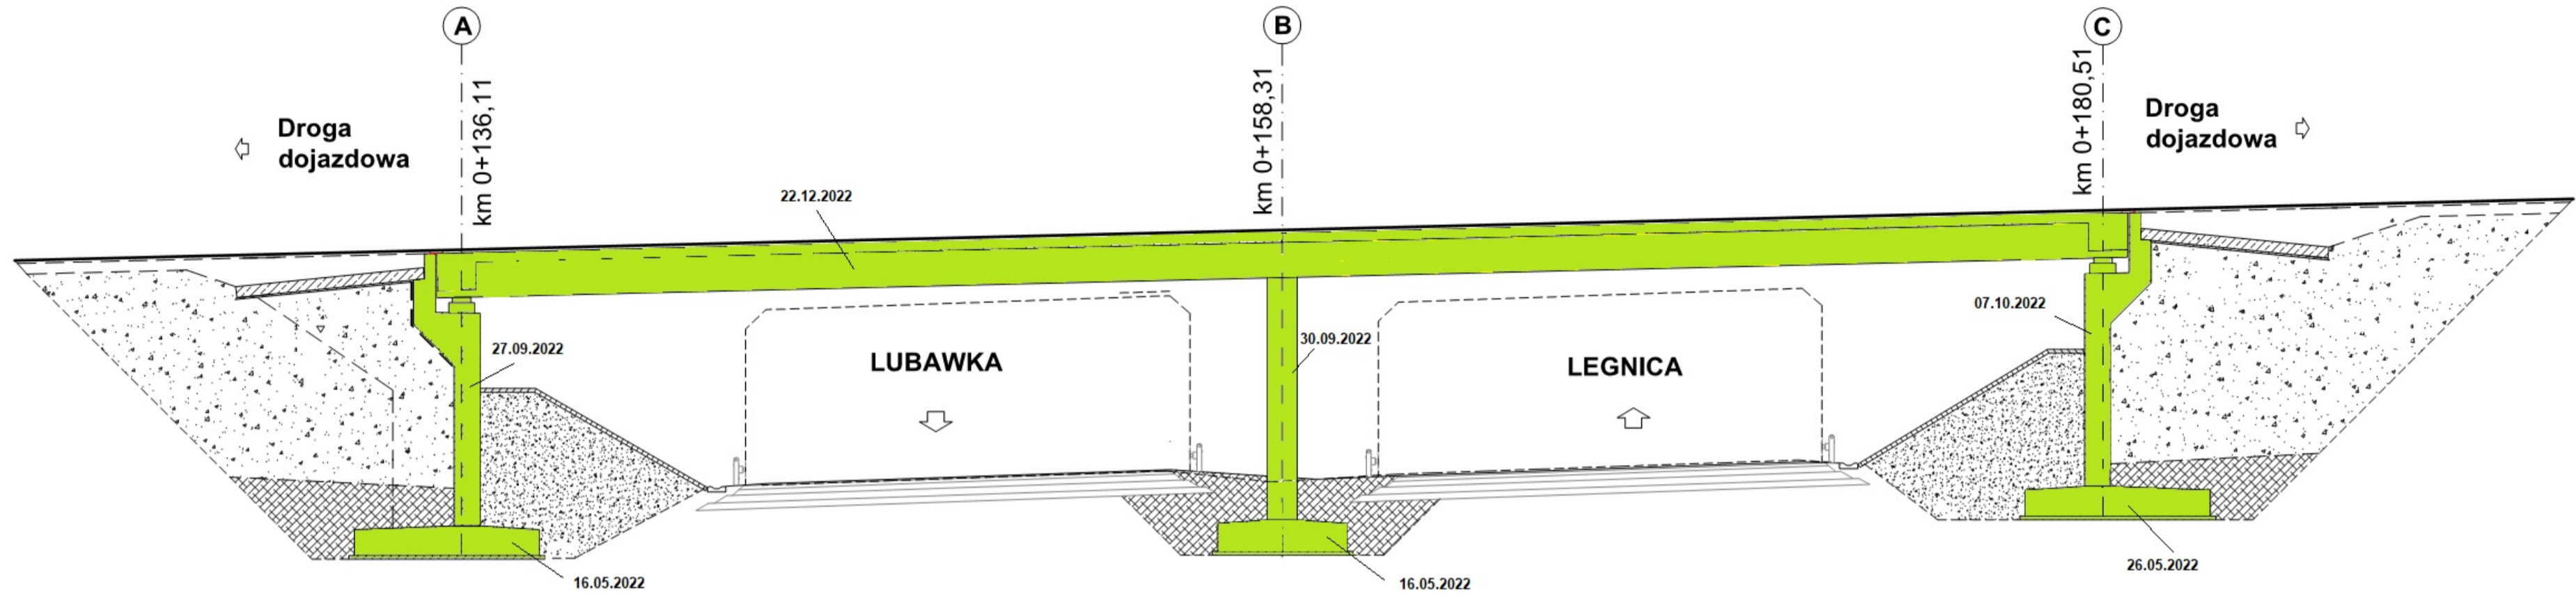 A
B
C
km 0+136,11
km 0+158,31
km 0+180,51
Droga
dojazdowa
Droga
dojazdowa
22.12.2022
27.09.2022
30.09.2022
07.10.2022
LUBAWKA
LEGNICA
16.05.2022
16.05.2022
26.05.2022